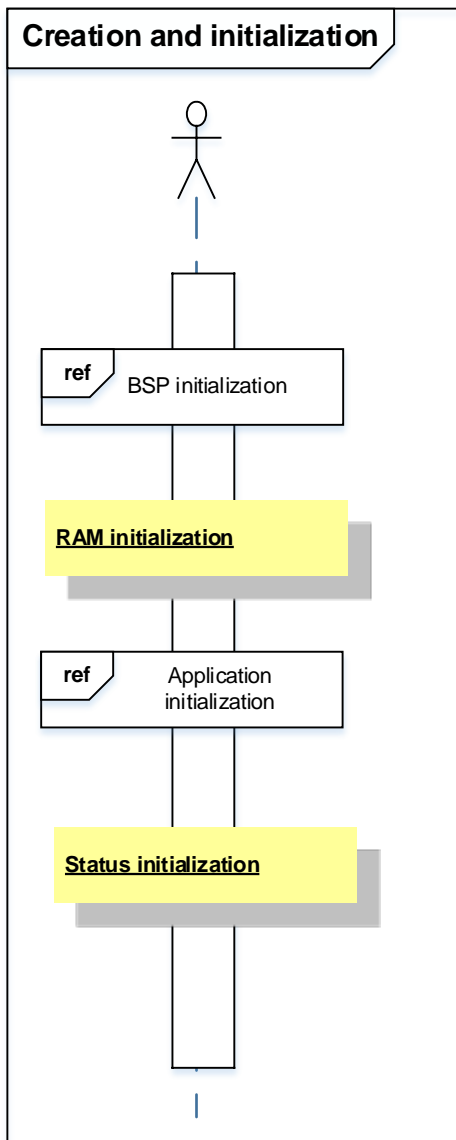 Creation and initialization
ref
BSP initialization
RAM initialization
ref
Application
initialization
Status initialization